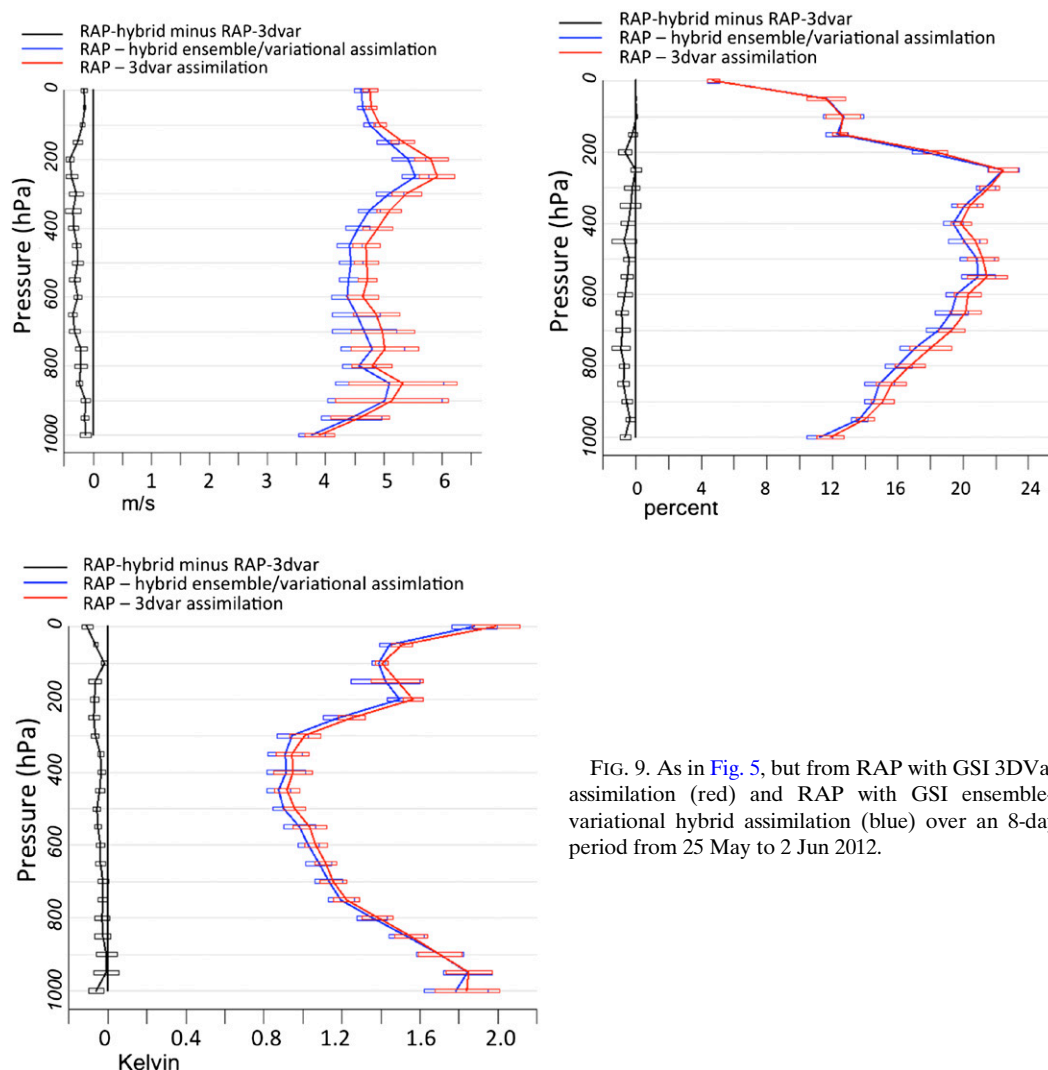 RAP-hybrid minus RAP-3dvar
RAP – hybrid ensemble/variational assimlation
RAP – 3dvar assimilation
0
200
400
600
800
1000
Pressure (hPa)
0 1 2 3 4 5 6
m/s
RAP-hybrid minus RAP-3dvar
RAP – hybrid ensemble/variational assimlation
RAP – 3dvar assimilation
0
200
400
600
800
1000
Pressure (hPa)
0 4 8 12 16 20 24
percent
RAP-hybrid minus RAP-3dvar
RAP – hybrid ensemble/variational assimlation
RAP – 3dvar assimilation
0
200
400
600
800
1000
Pressure (hPa)
0 0.4 0.8 1.2 1.6 2.0
Kelvin
FIG. 9. As in Fig. 5, but from RAP with GSI 3DVa
assimilation (red) and RAP with GSI ensemble-
variational hybrid assimilation (blue) over an 8-day
period from 25 May to 2 Jun 2012.